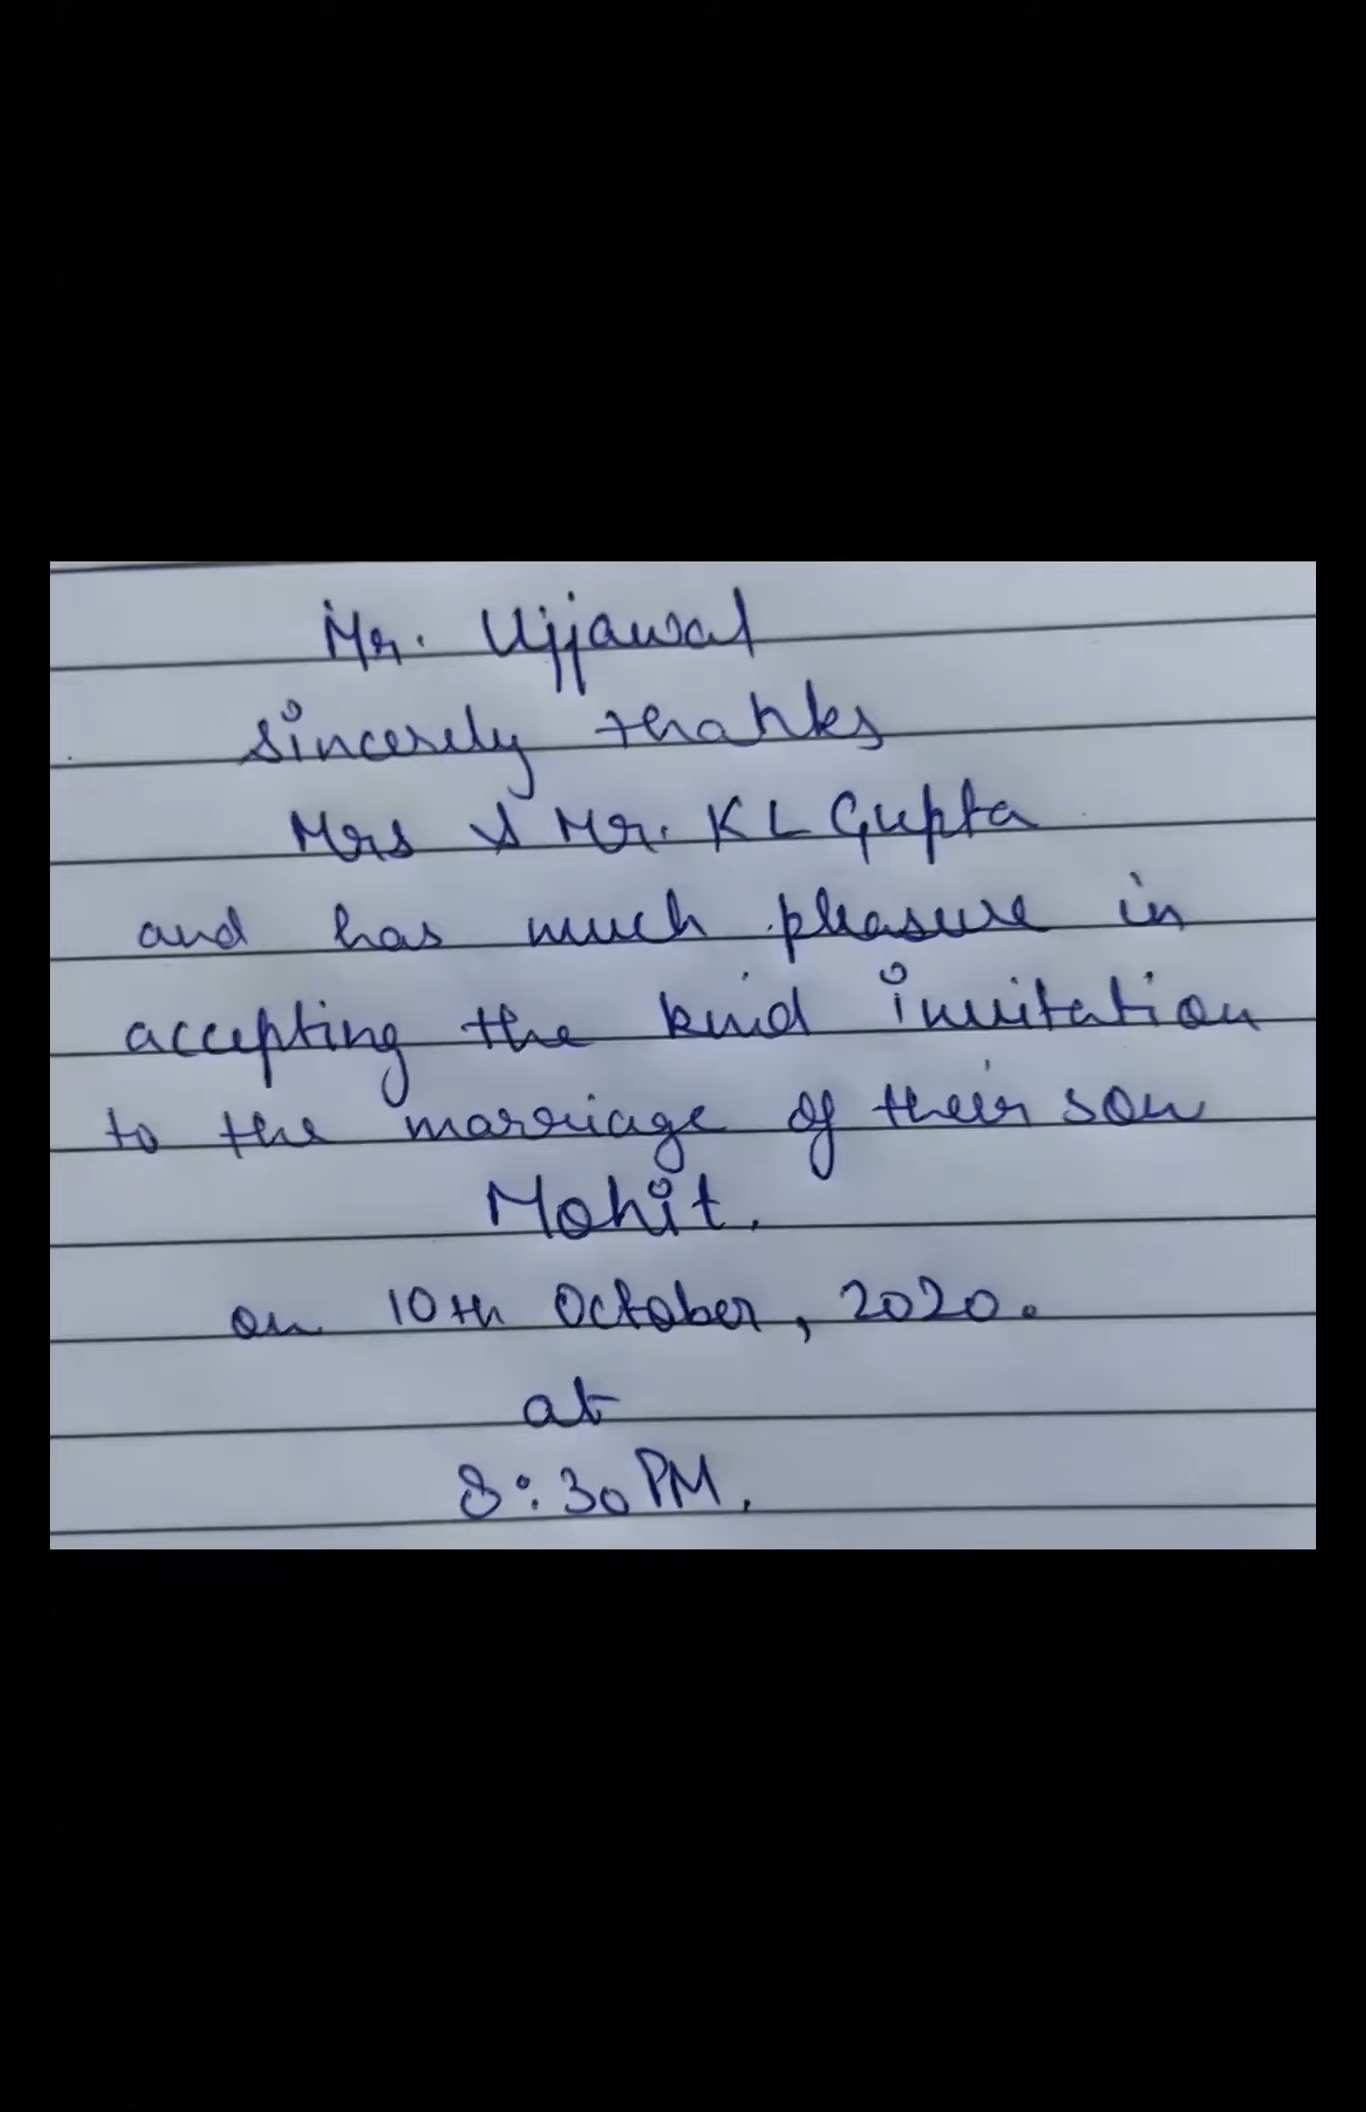 Mr. Ujjawal
Sincerely thanks
Mrs & Mr. KL Gupta
and has much pleasure in
accepting the kind invitation
to the marriage of their son
Mohit.
on 10th October, 2020.
at
8:30 PM.